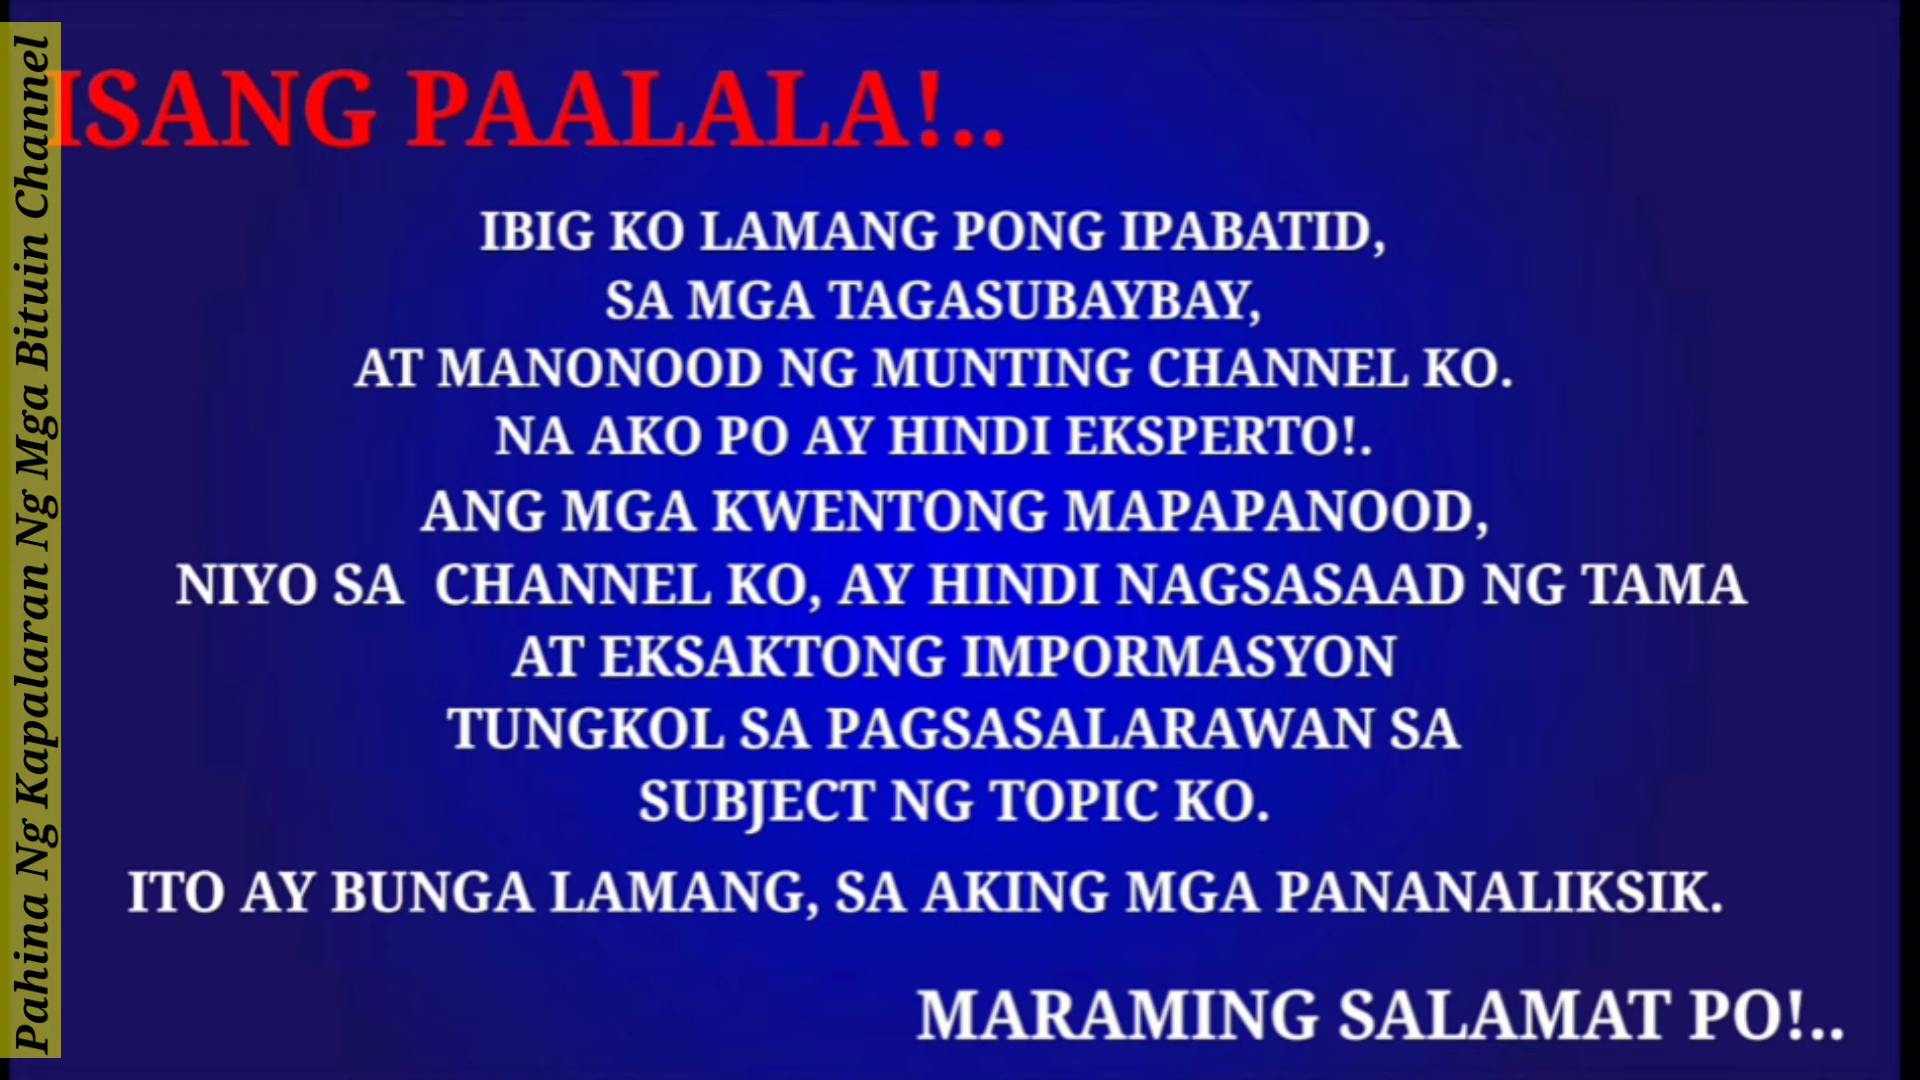 ISANG PAALALA!..
IBIG KO LAMANG PONG IPABATID,
SA MGA TAGASUBAYBAY,
AT MANONOOD NG MUNTING CHANNEL KO.
NA AKO PO AY HINDI EKSPERTO!.
ANG MGA KWENTONG MAPAPANOOD,
NIYO SA CHANNEL KO, AY HINDI NAGSASAAD NG TAMA
AT EKSAKTONG IMPORMASYON
TUNGKOL SA PAGSASALARAWAN SA
SUBJECT NG TOPIC KO.
ITO AY BUNGA LAMANG, SA AKING MGA PANANALIKSIK.
MARAMING SALAMAT PO!..
Pahina Ng Kapalaran Ng Mga Bituin Channel